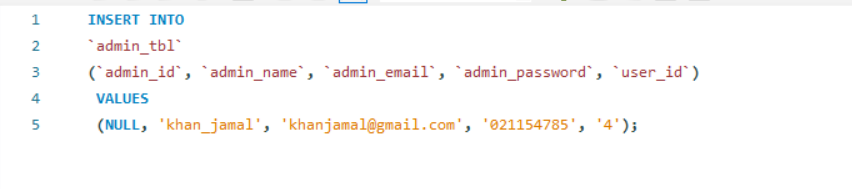 1 INSERT INTO
2 `admin_tbl`
3 (`admin_id`, `admin_name`, `admin_email`, `admin_password`, `user_id`)
4 VALUES
5 (NULL, 'khan_jamal', 'khanjamal@gmail.com', '021154785', '4');